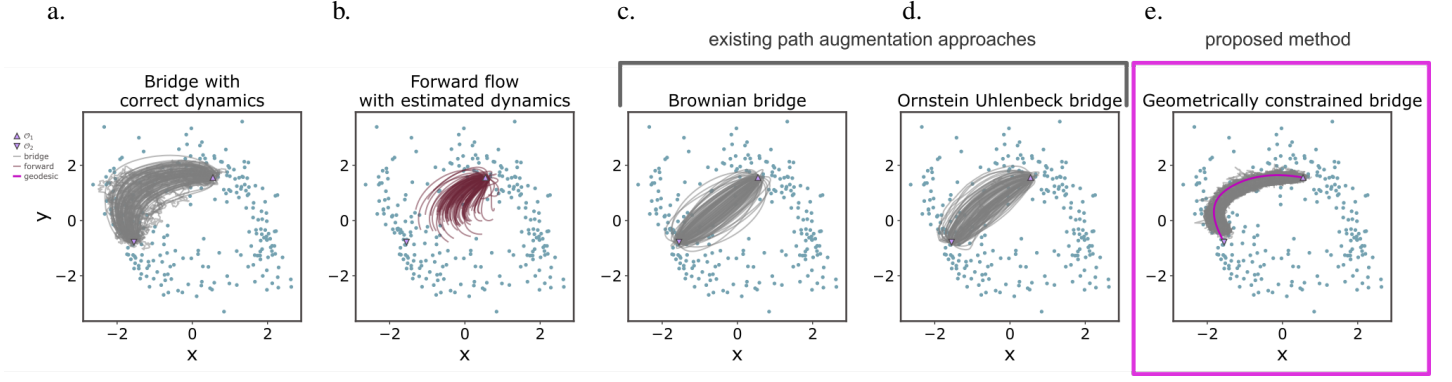 a.
b.
c.
d.
e.
existing path augmentation approaches
proposed method
Bridge with
correct dynamics
Forward flow
with estimated dynamics
Brownian bridge
Ornstein Uhlenbeck bridge
Geometrically constrained bridge
𝒪₁
𝒪₂
bridge
forward
geodesic
y
2
0
−2
−2
0
2
x
2
0
−2
−2
0
2
x
2
0
−2
−2
0
2
x
2
0
−2
−2
0
2
x
2
0
−2
−2
0
2
x